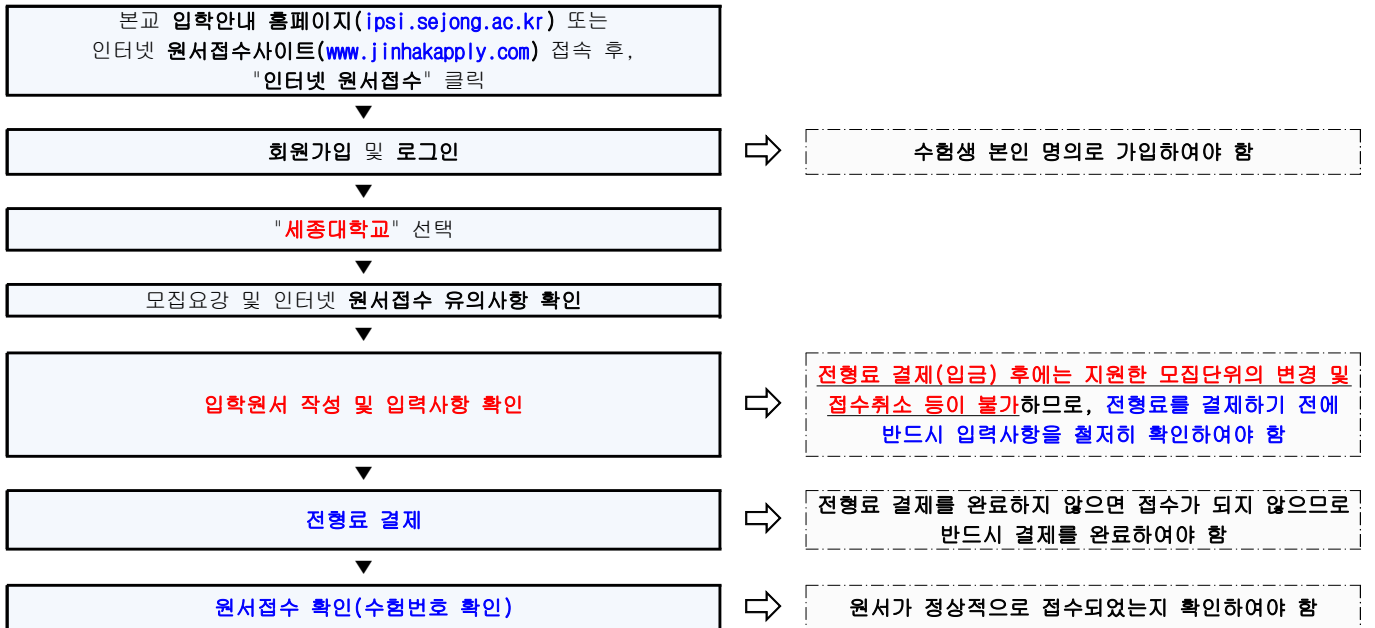 본교 입학안내 홈페이지(ipsi.sejong.ac.kr) 또는
인터넷 원서접수사이트(www.jinhakapply.com) 접속 후,
"인터넷 원서접수" 클릭
▼
회원가입 및 로그인
⇨
수험생 본인 명의로 가입하여야 함
▼
"세종대학교" 선택
▼
모집요강 및 인터넷 원서접수 유의사항 확인
▼
입학원서 작성 및 입력사항 확인
⇨
전형료 결제(입금) 후에는 지원한 모집단위의 변경 및
접수취소 등이 불가하므로, 전형료를 결제하기 전에
반드시 입력사항을 철저히 확인하여야 함
▼
전형료 결제
⇨
전형료 결제를 완료하지 않으면 접수가 되지 않으므로
반드시 결제를 완료하여야 함
▼
원서접수 확인(수험번호 확인)
⇨
원서가 정상적으로 접수되었는지 확인하여야 함